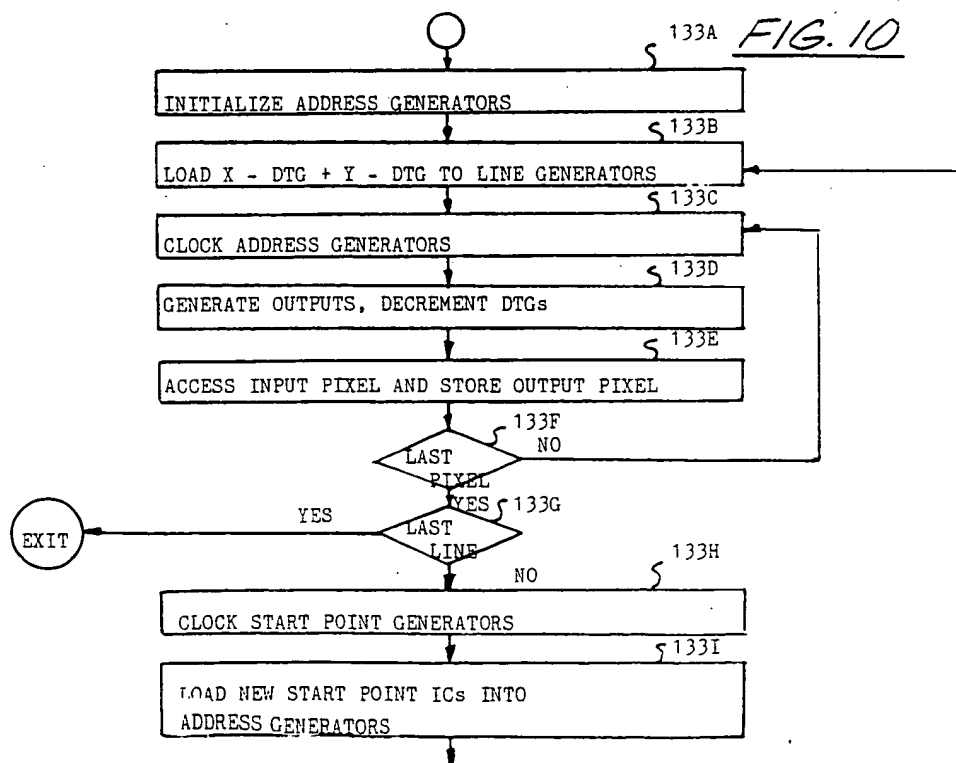 FIG. 10
133A
INITIALIZE ADDRESS GENERATORS
133B
LOAD X - DTG + Y - DTG TO LINE GENERATORS
133C
CLOCK ADDRESS GENERATORS
133D
GENERATE OUTPUTS, DECREMENT DTGs
133E
ACCESS INPUT PIXEL AND STORE OUTPUT PIXEL
133F
LAST
PIXEL
NO
YES
133G
LAST
LINE
YES
EXIT
NO
133H
CLOCK START POINT GENERATORS
133I
LOAD NEW START POINT ICs INTO
ADDRESS GENERATORS